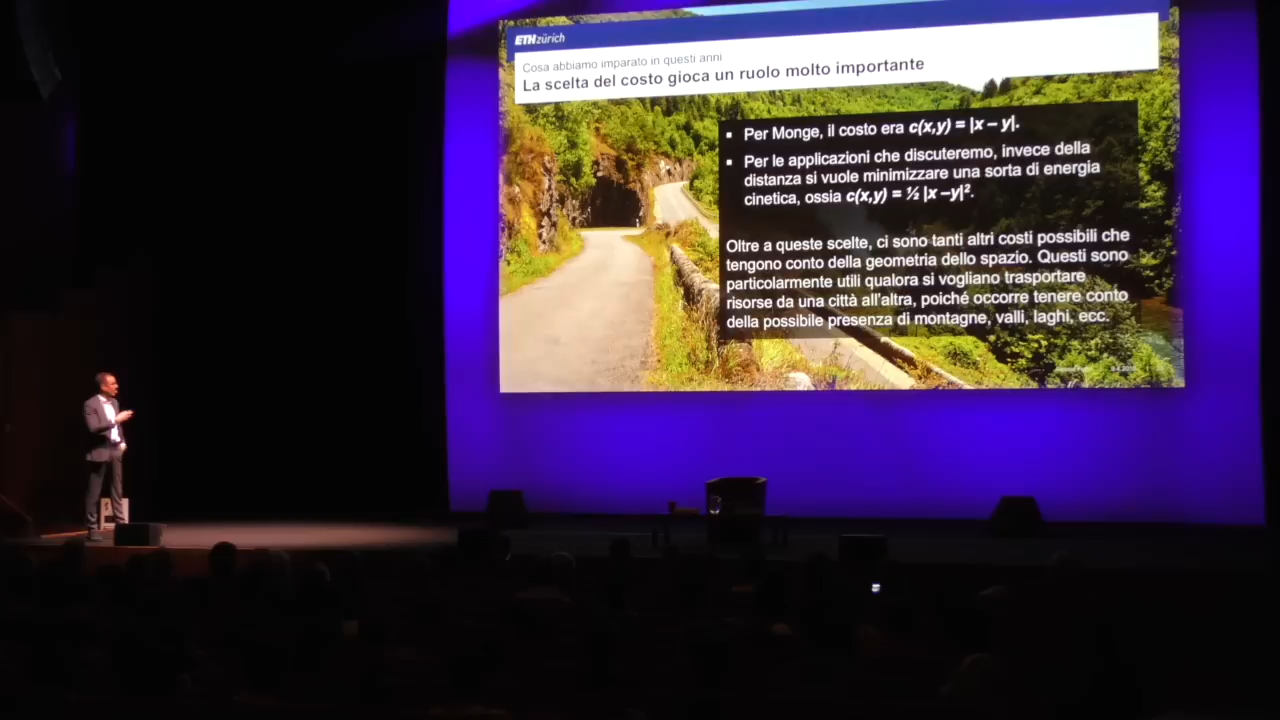 ETH zürich
Cosa abbiamo imparato in questi anni
La scelta del costo gioca un ruolo molto importante
▪ Per Monge, il costo era c(x,y) = |x – y|.
▪ Per le applicazioni che discuteremo, invece della
distanza si vuole minimizzare una sorta di energia
cinetica, ossia c(x,y) = ½ |x –y|².
Oltre a queste scelte, ci sono tanti altri costi possibili che
tengono conto della geometria dello spazio. Questi sono
particolarmente utili qualora si vogliano trasportare
risorse da una città all'altra, poiché occorre tenere conto
della possibile presenza di montagne, valli, laghi, ecc.